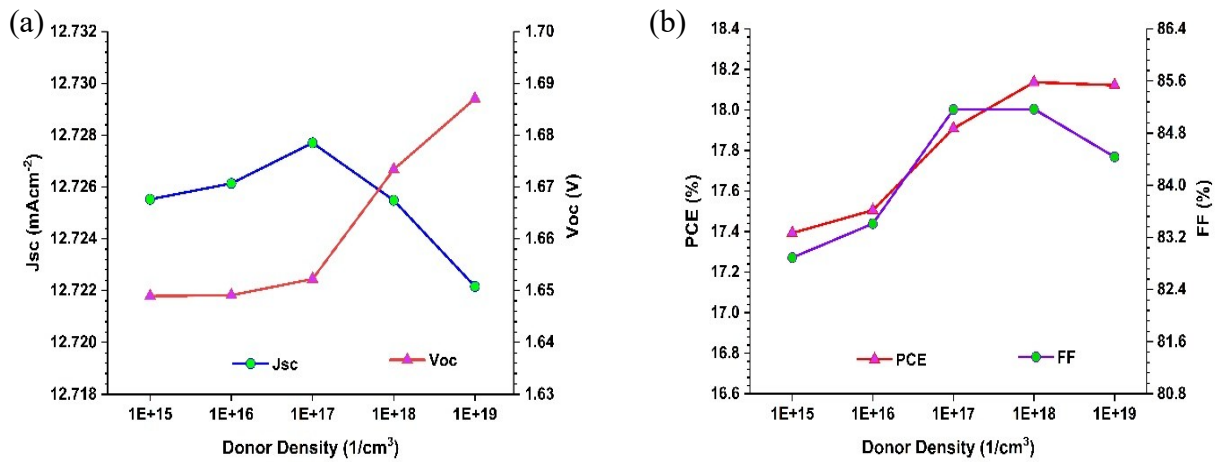 (a)
12.732
12.730
12.728
12.726
12.724
12.722
12.720
12.718
Jsc (mAcm⁻²)
1.70
1.69
1.68
1.67
1.66
1.65
1.64
1.63
Voc (V)
Jsc
Voc
1E+15 1E+16 1E+17 1E+18 1E+19
Donor Density (1/cm³)
(b)
18.4
18.2
18.0
17.8
17.6
17.4
17.2
17.0
16.8
16.6
PCE (%)
86.4
85.6
84.8
84.0
83.2
82.4
81.6
80.8
FF (%)
PCE
FF
1E+15 1E+16 1E+17 1E+18 1E+19
Donor Density (1/cm³)